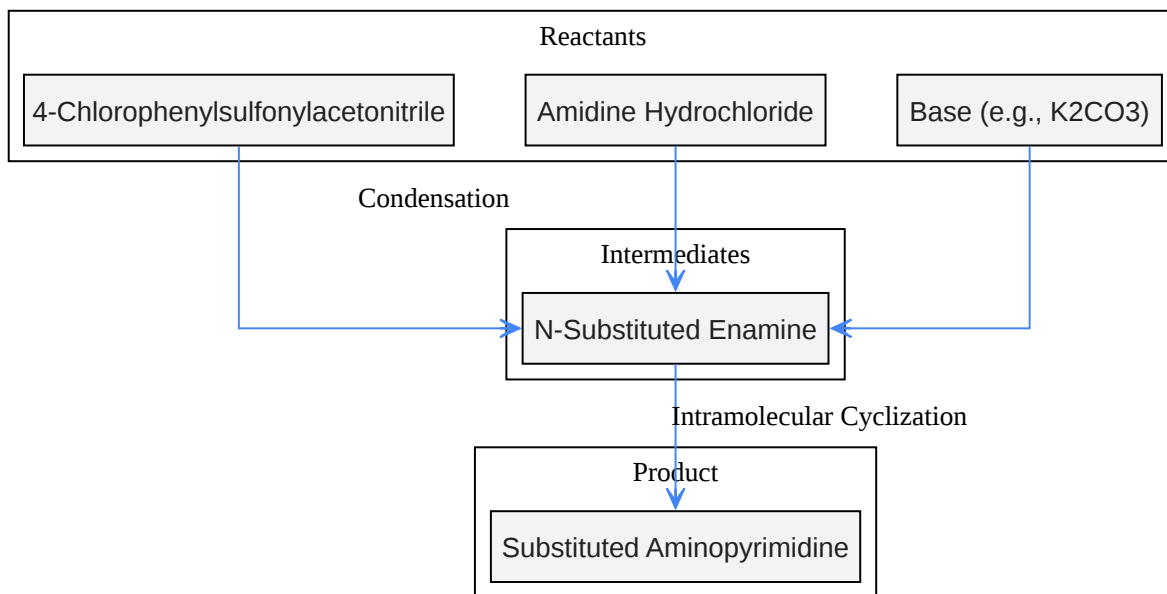 Reactants
4-Chlorophenylsulfonylacetonitrile
Amidine Hydrochloride
Base (e.g., K2CO3)
Condensation
Intermediates
N-Substituted Enamine
Intramolecular Cyclization
Product
Substituted Aminopyrimidine